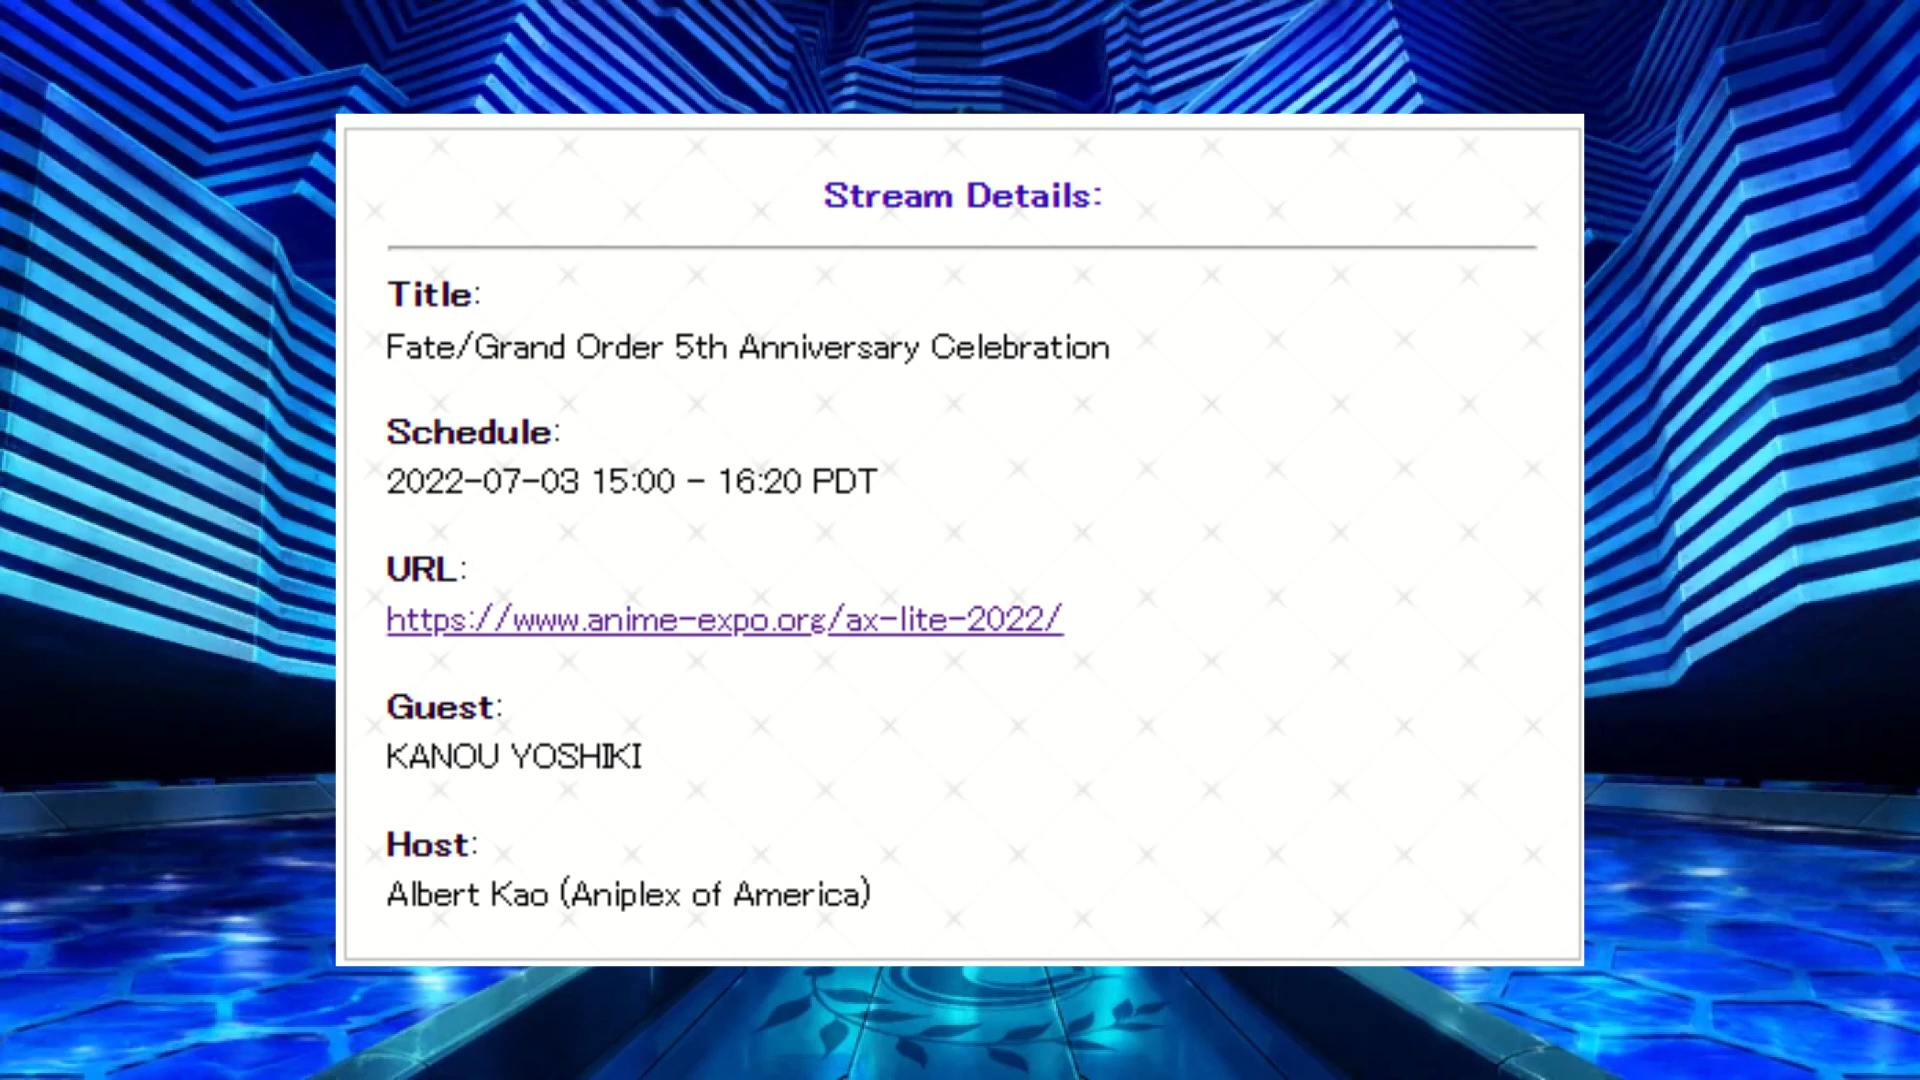 Stream Details:
Title:
Fate/Grand Order 5th Anniversary Celebration
Schedule:
2022-07-03 15:00 - 16:20 PDT
URL:
https://www.anime-expo.org/ax-lite-2022/
Guest:
KANOU YOSHIKI
Host:
Albert Kao (Aniplex of America)